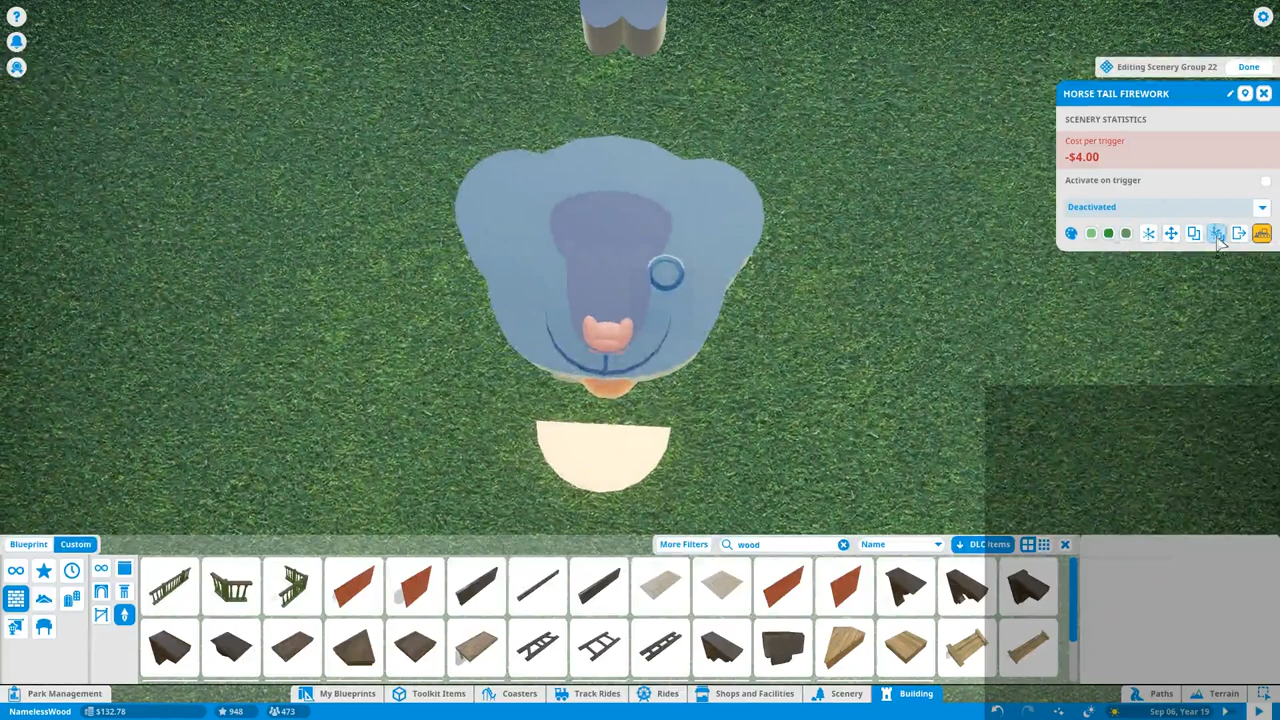 ?
Editing Scenery Group 22 Done
HORSE TAIL FIREWORK
SCENERY STATISTICS
Cost per trigger
-$4.00
Activate on trigger
Deactivated
Blueprint Custom More Filters wood Name DLC Items
Park Management My Blueprints Toolkit Items Coasters Track Rides Rides Shops and Facilities Scenery Building Paths Terrain
NamelessWood $132.78 948 473 Sep 06, Year 19